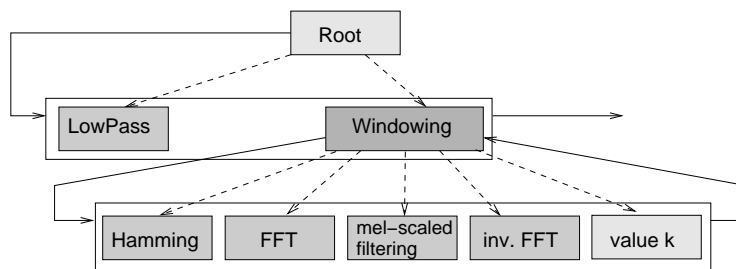 Root
LowPass
Windowing
Hamming
FFT
mel−scaled
filtering
inv. FFT
value k